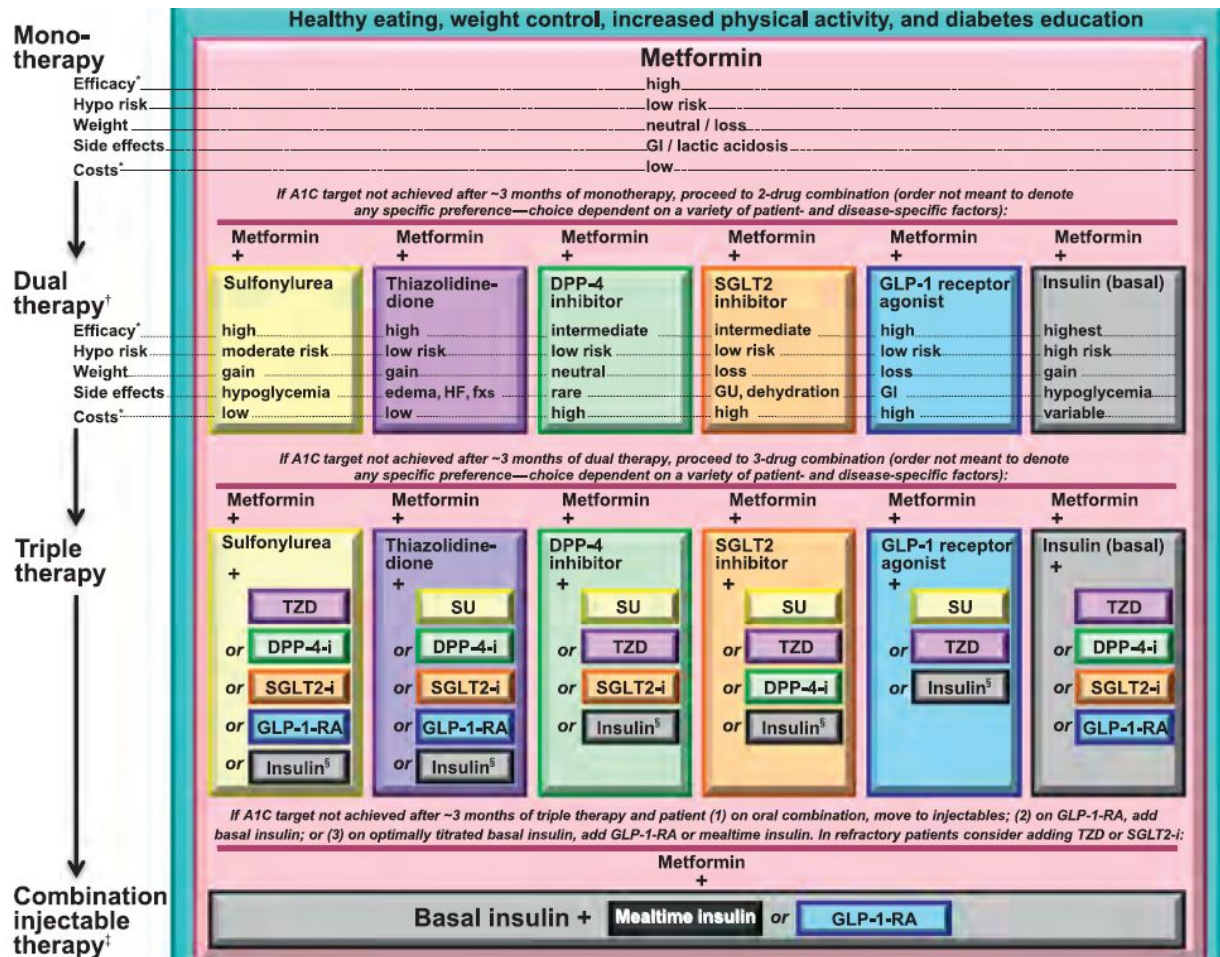 Healthy eating, weight control, increased physical activity, and diabetes education
Mono-
therapy
Metformin
Efficacy* high
Hypo risk low risk
Weight neutral / loss
Side effects GI / lactic acidosis
Costs* low
If A1C target not achieved after ~3 months of monotherapy, proceed to 2-drug combination (order not meant to denote
any specific preference—choice dependent on a variety of patient- and disease-specific factors):
Metformin Metformin Metformin Metformin Metformin Metformin
+ + + + + +
Dual
therapy†
Sulfonylurea
Thiazolidine-
dione
DPP-4
inhibitor
SGLT2
inhibitor
GLP-1 receptor
agonist
Insulin (basal)
Efficacy* high high intermediate intermediate high highest
Hypo risk moderate risk low risk low risk low risk low risk high risk
Weight gain gain neutral loss loss gain
Side effects hypoglycemia edema, HF, fxs rare GU, dehydration GI hypoglycemia
Costs* low low high high high variable
If A1C target not achieved after ~3 months of dual therapy, proceed to 3-drug combination (order not meant to denote
any specific preference—choice dependent on a variety of patient- and disease-specific factors):
Metformin Metformin Metformin Metformin Metformin Metformin
+ + + + + +
Triple
therapy
Sulfonylurea
+
TZD
or DPP-4-i
or SGLT2-i
or GLP-1-RA
or Insulin§
Thiazolidine-
dione
+
SU
or DPP-4-i
or SGLT2-i
or GLP-1-RA
or Insulin§
DPP-4
inhibitor
+
SU
or TZD
or SGLT2-i
or Insulin§
SGLT2
inhibitor
+
SU
or TZD
or DPP-4-i
or Insulin§
GLP-1 receptor
agonist
+
SU
or TZD
or Insulin§
Insulin (basal)
+
TZD
or DPP-4-i
or SGLT2-i
or GLP-1-RA
If A1C target not achieved after ~3 months of triple therapy and patient (1) on oral combination, move to injectables; (2) on GLP-1-RA, add
basal insulin; or (3) on optimally titrated basal insulin, add GLP-1-RA or mealtime insulin. In refractory patients consider adding TZD or SGLT2-i:
Metformin
+
Combination
injectable
therapy‡
Basal insulin + Mealtime insulin or GLP-1-RA